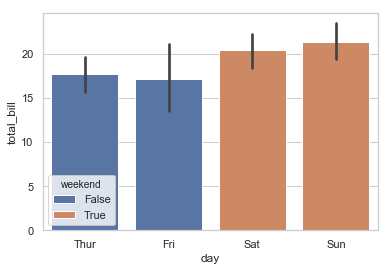 total_bill
20
15
10
5
0
weekend
False
True
Thur Fri Sat Sun
day